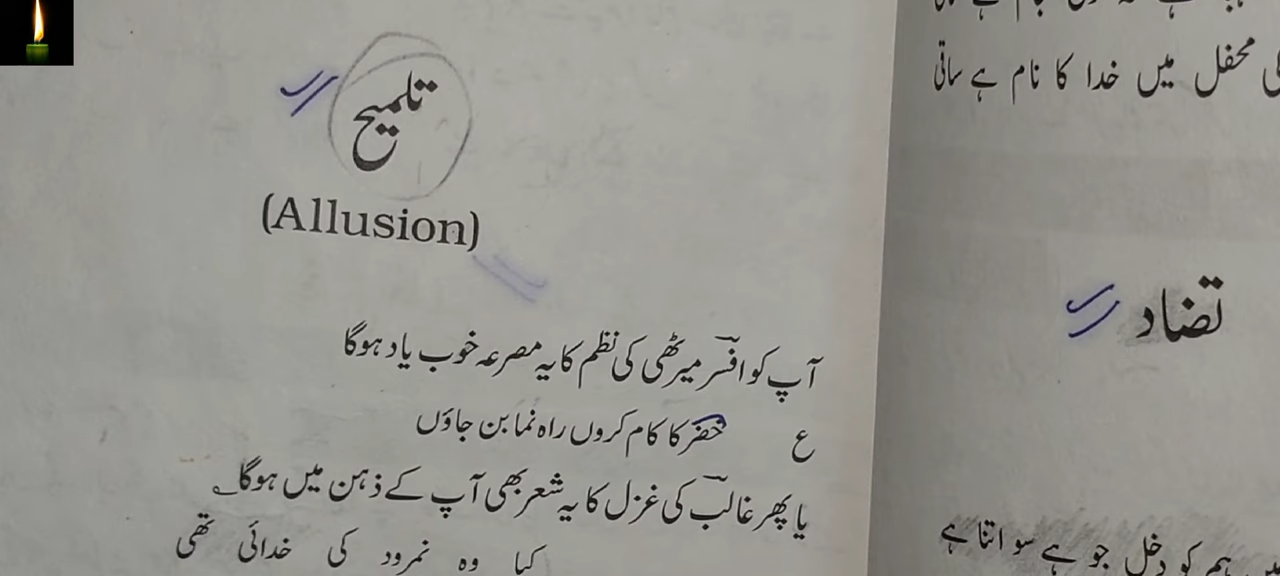 تلمیح
(Allusion)
آپ کو افسؔر میرٹھی کی نظم کا یہ مصرعہ خوب یاد ہوگا
ع خضر کا کام کروں راہ نما بن جاؤں
یا پھر غالبؔ کی غزل کا یہ شعر بھی آپ کے ذہن میں ہوگا ؎
کیا وہ نمرود کی خدائی تھی
محفل میں خدا کا نام ہے ساقی
تضاد
ہم کو دخل جو ہے سو اتنا ہے